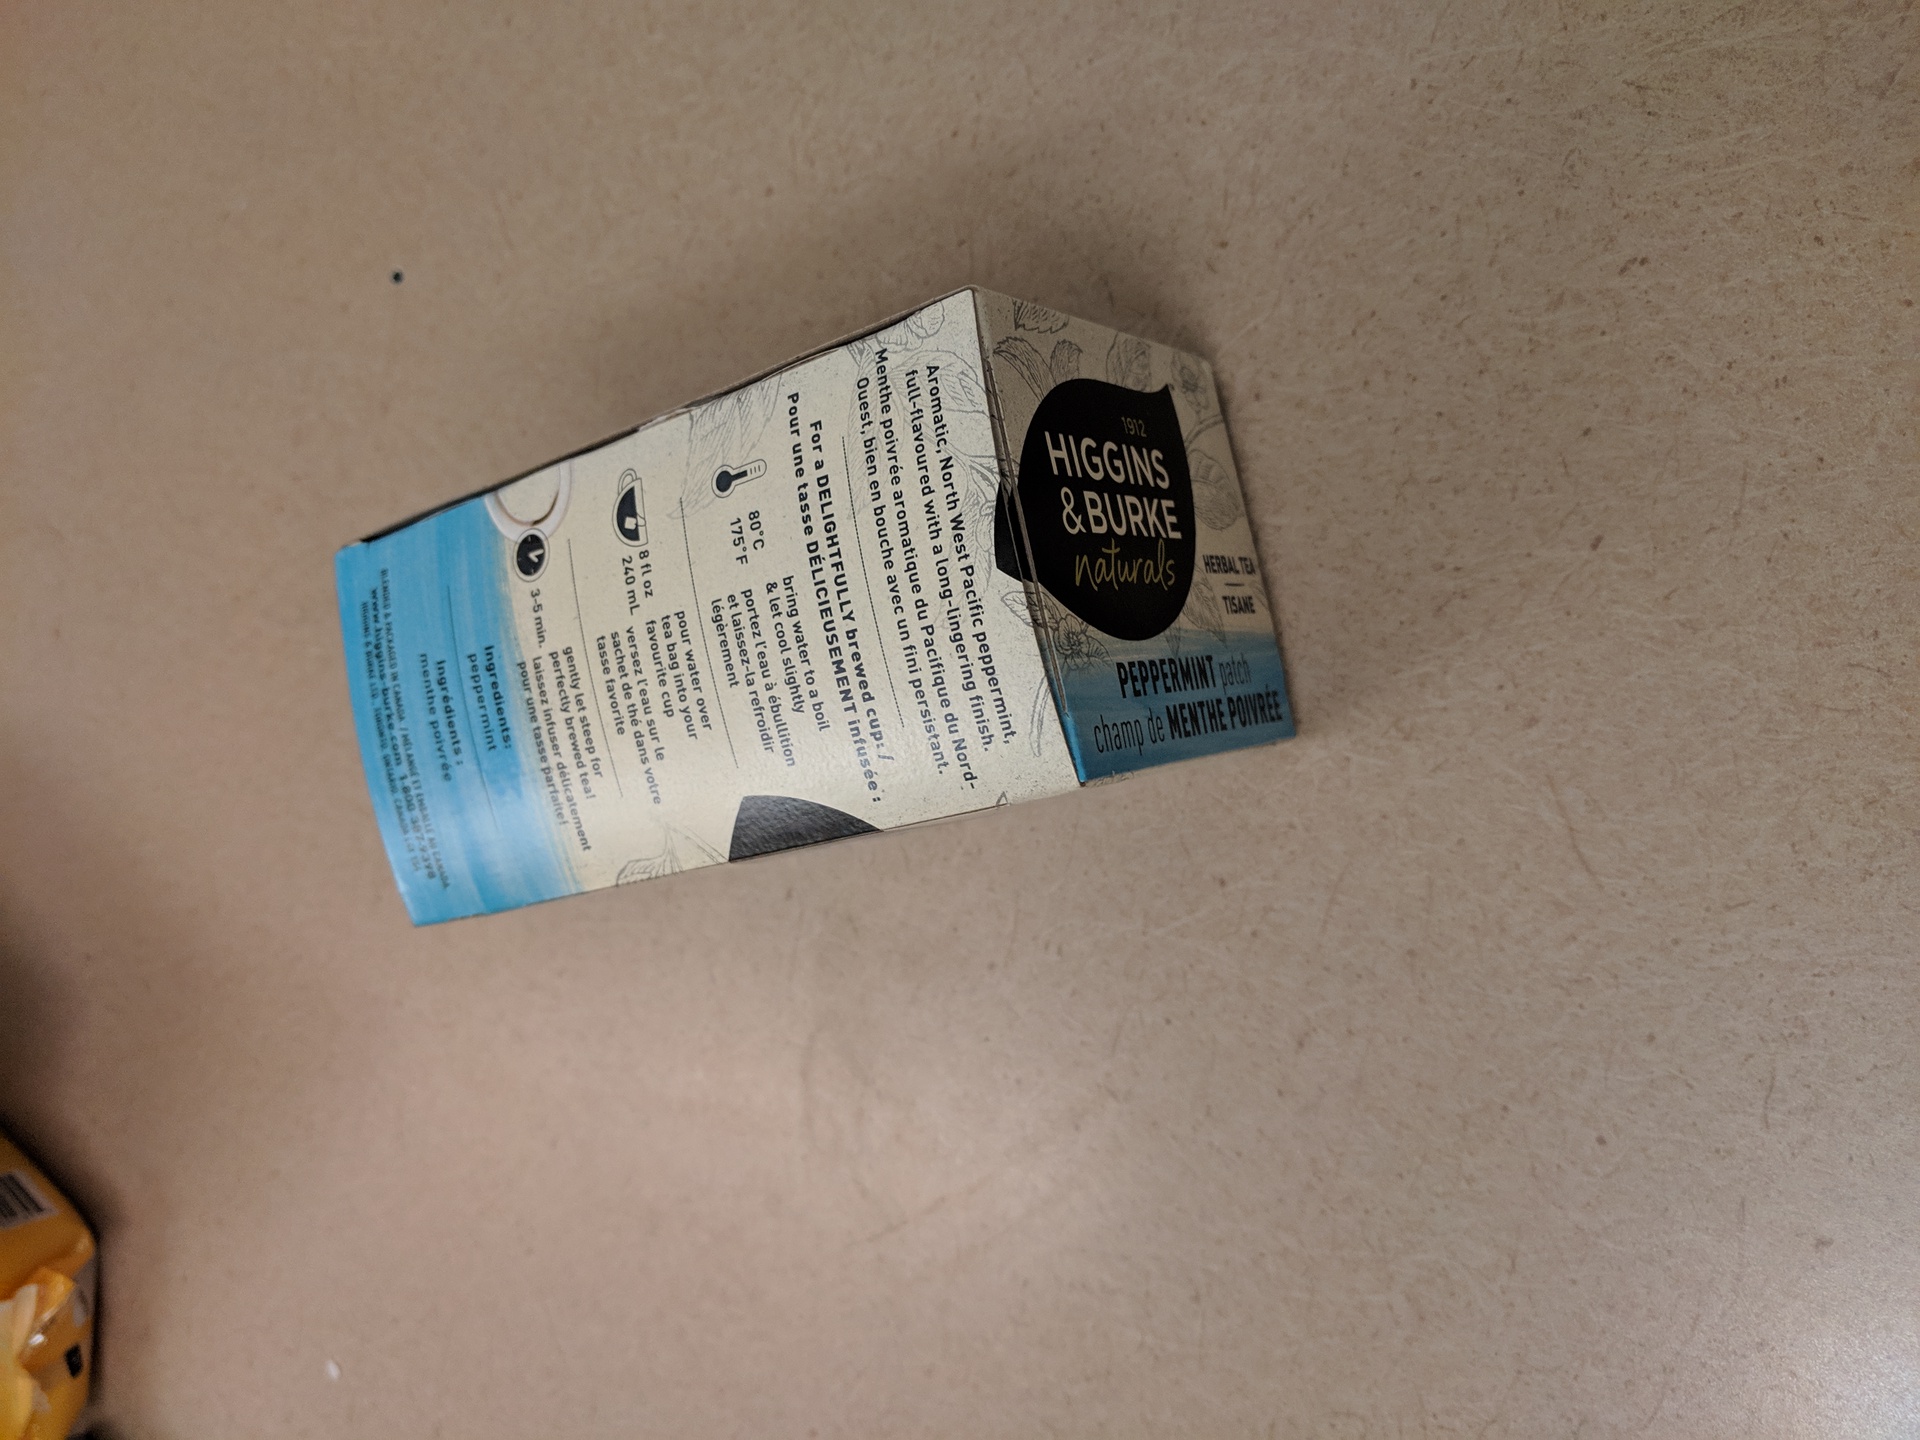 HIGGINS
1912
& BURKE
naturals
HERBAL TEA
TISANE
PEPPERMINT patch
champ de MENTHE POIVRÉE
Aromatic, North West Pacific peppermint,
full-flavoured with a long-lingering finish.
Menthe poivrée aromatique du Pacifique du Nord-
Ouest, bien en bouche avec un fini persistant.
For a DELIGHTFULLY brewed cup: /
Pour une tasse DÉLICIEUSEMENT infusée :
80°C
175°F
bring water to a boil
& let cool slightly
portez l'eau à ébullition
et laissez-la refroidir
légèrement
8 fl oz
240 mL
pour water over
tea bag into your
favourite cup
versez l'eau sur le
sachet de thé dans votre
tasse favorite
3-5 min.
gently let steep for
perfectly brewed tea!
laissez infuser délicatement
pour une tasse parfaite!
Ingredients:
peppermint
Ingrédients :
menthe poivrée
BLENDED & PACKAGED IN CANADA / MÉLANGÉ ET EMBALLÉ AU CANADA
www.higgins-burke.com 1-800-387-9398
HIGGINS & BURKE LTD., TORONTO, ONTARIO, CANADA